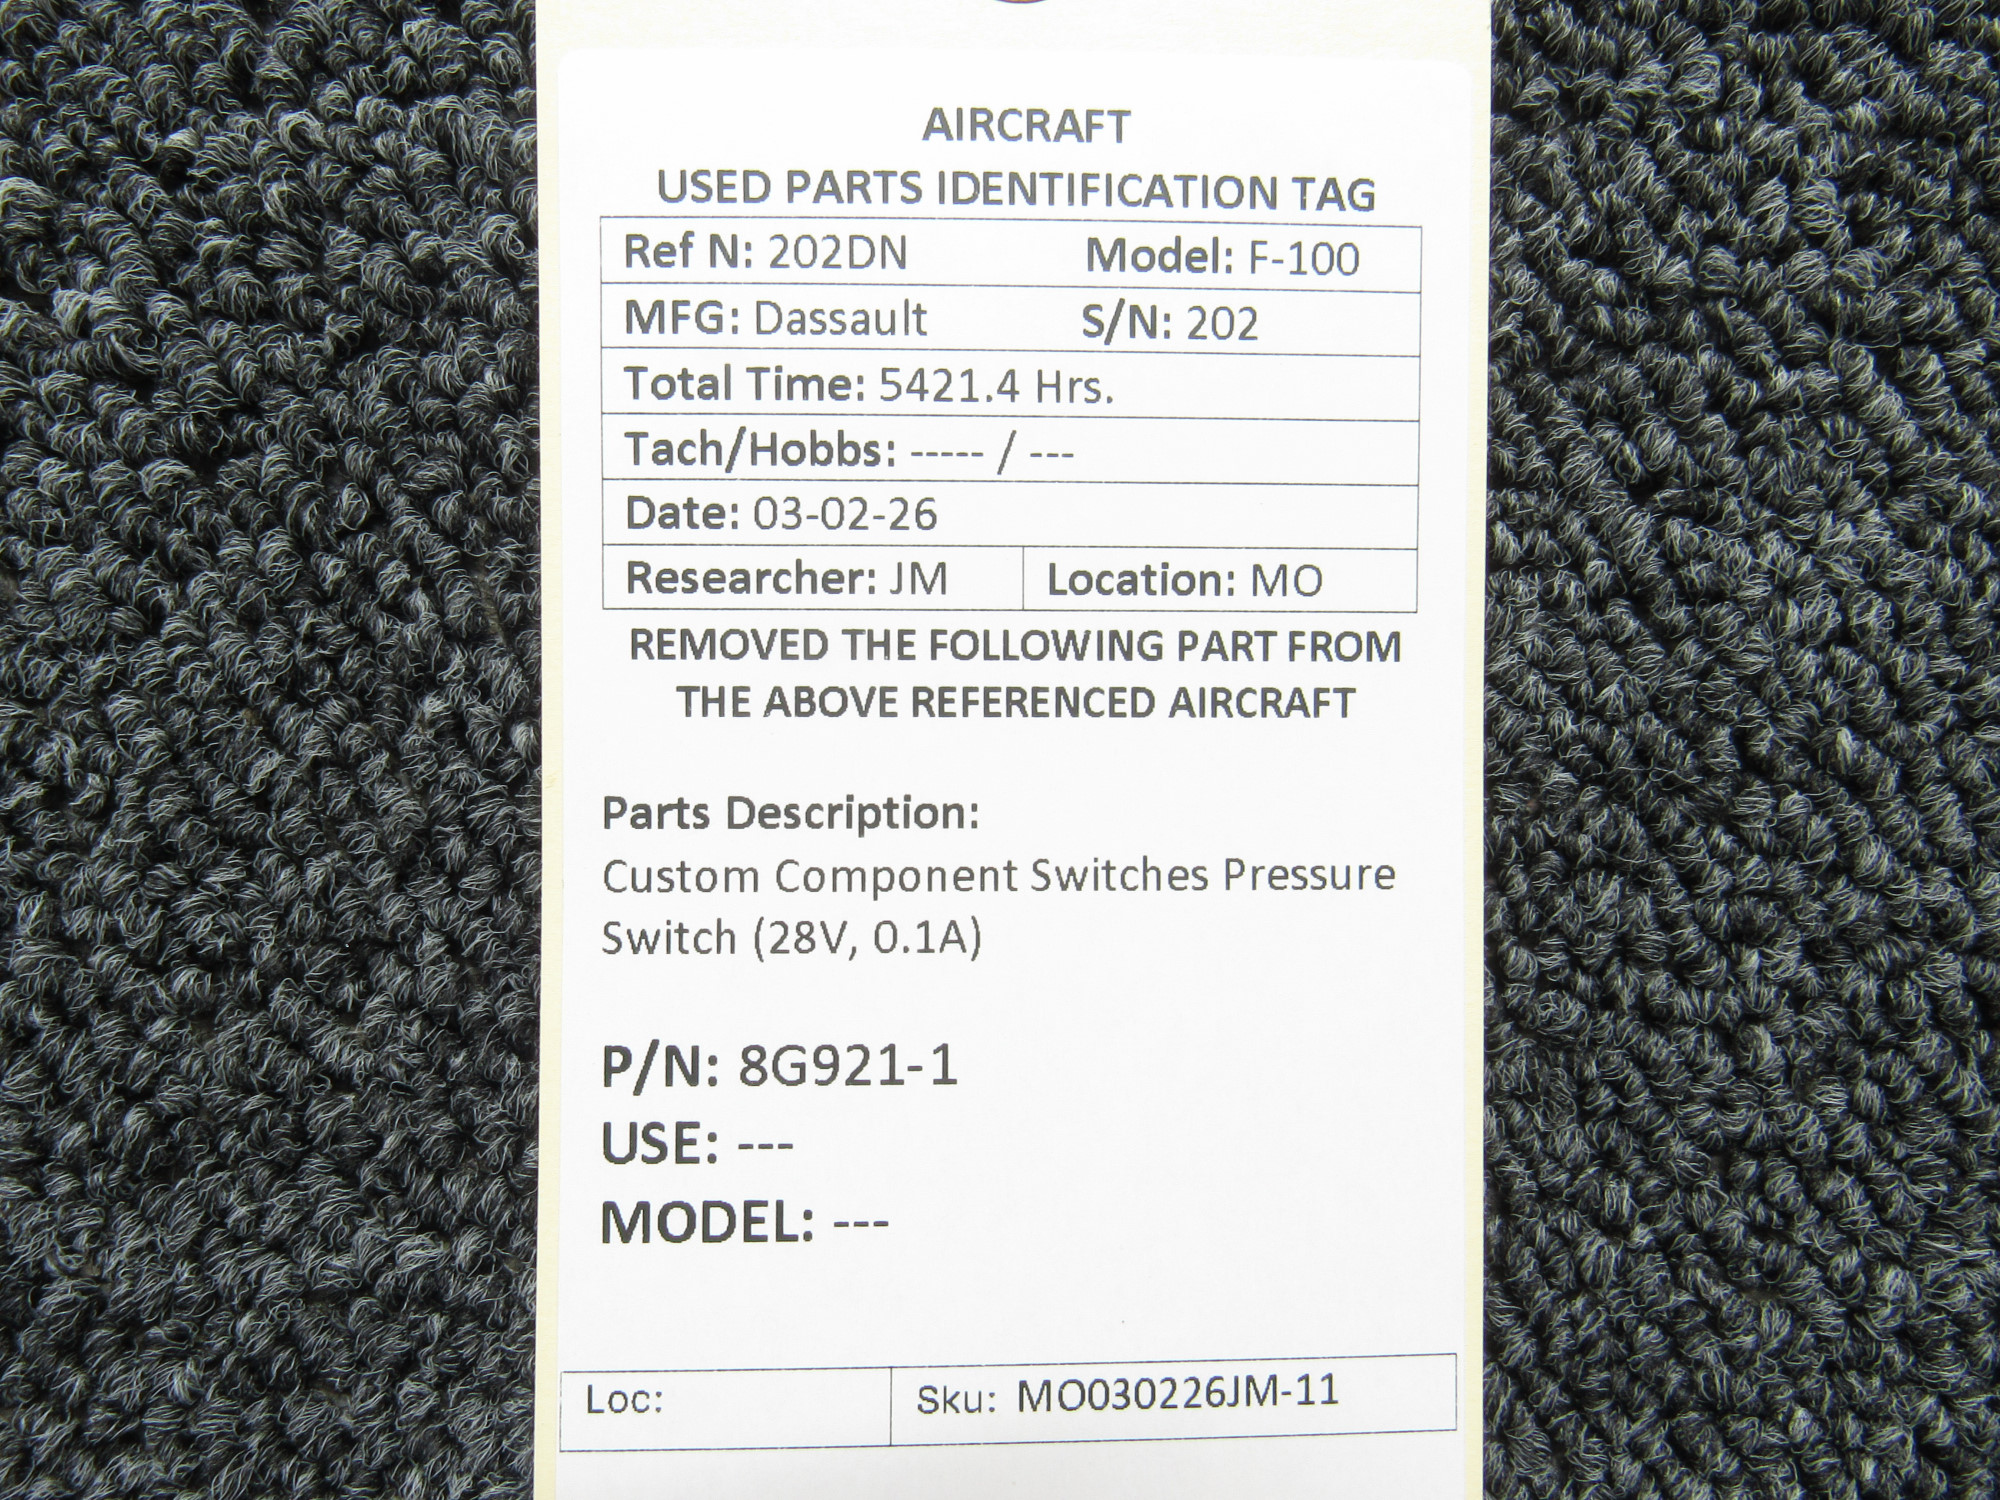 AIRCRAFT
USED PARTS IDENTIFICATION TAG
Ref N: 202DN Model: F-100
MFG: Dassault S/N: 202
Total Time: 5421.4 Hrs.
Tach/Hobbs: ----- / ---
Date: 03-02-26
Researcher: JM Location: MO
REMOVED THE FOLLOWING PART FROM
THE ABOVE REFERENCED AIRCRAFT
Parts Description:
Custom Component Switches Pressure
Switch (28V, 0.1A)
P/N: 8G921-1
USE: ---
MODEL: ---
Loc: Sku: MO030226JM-11